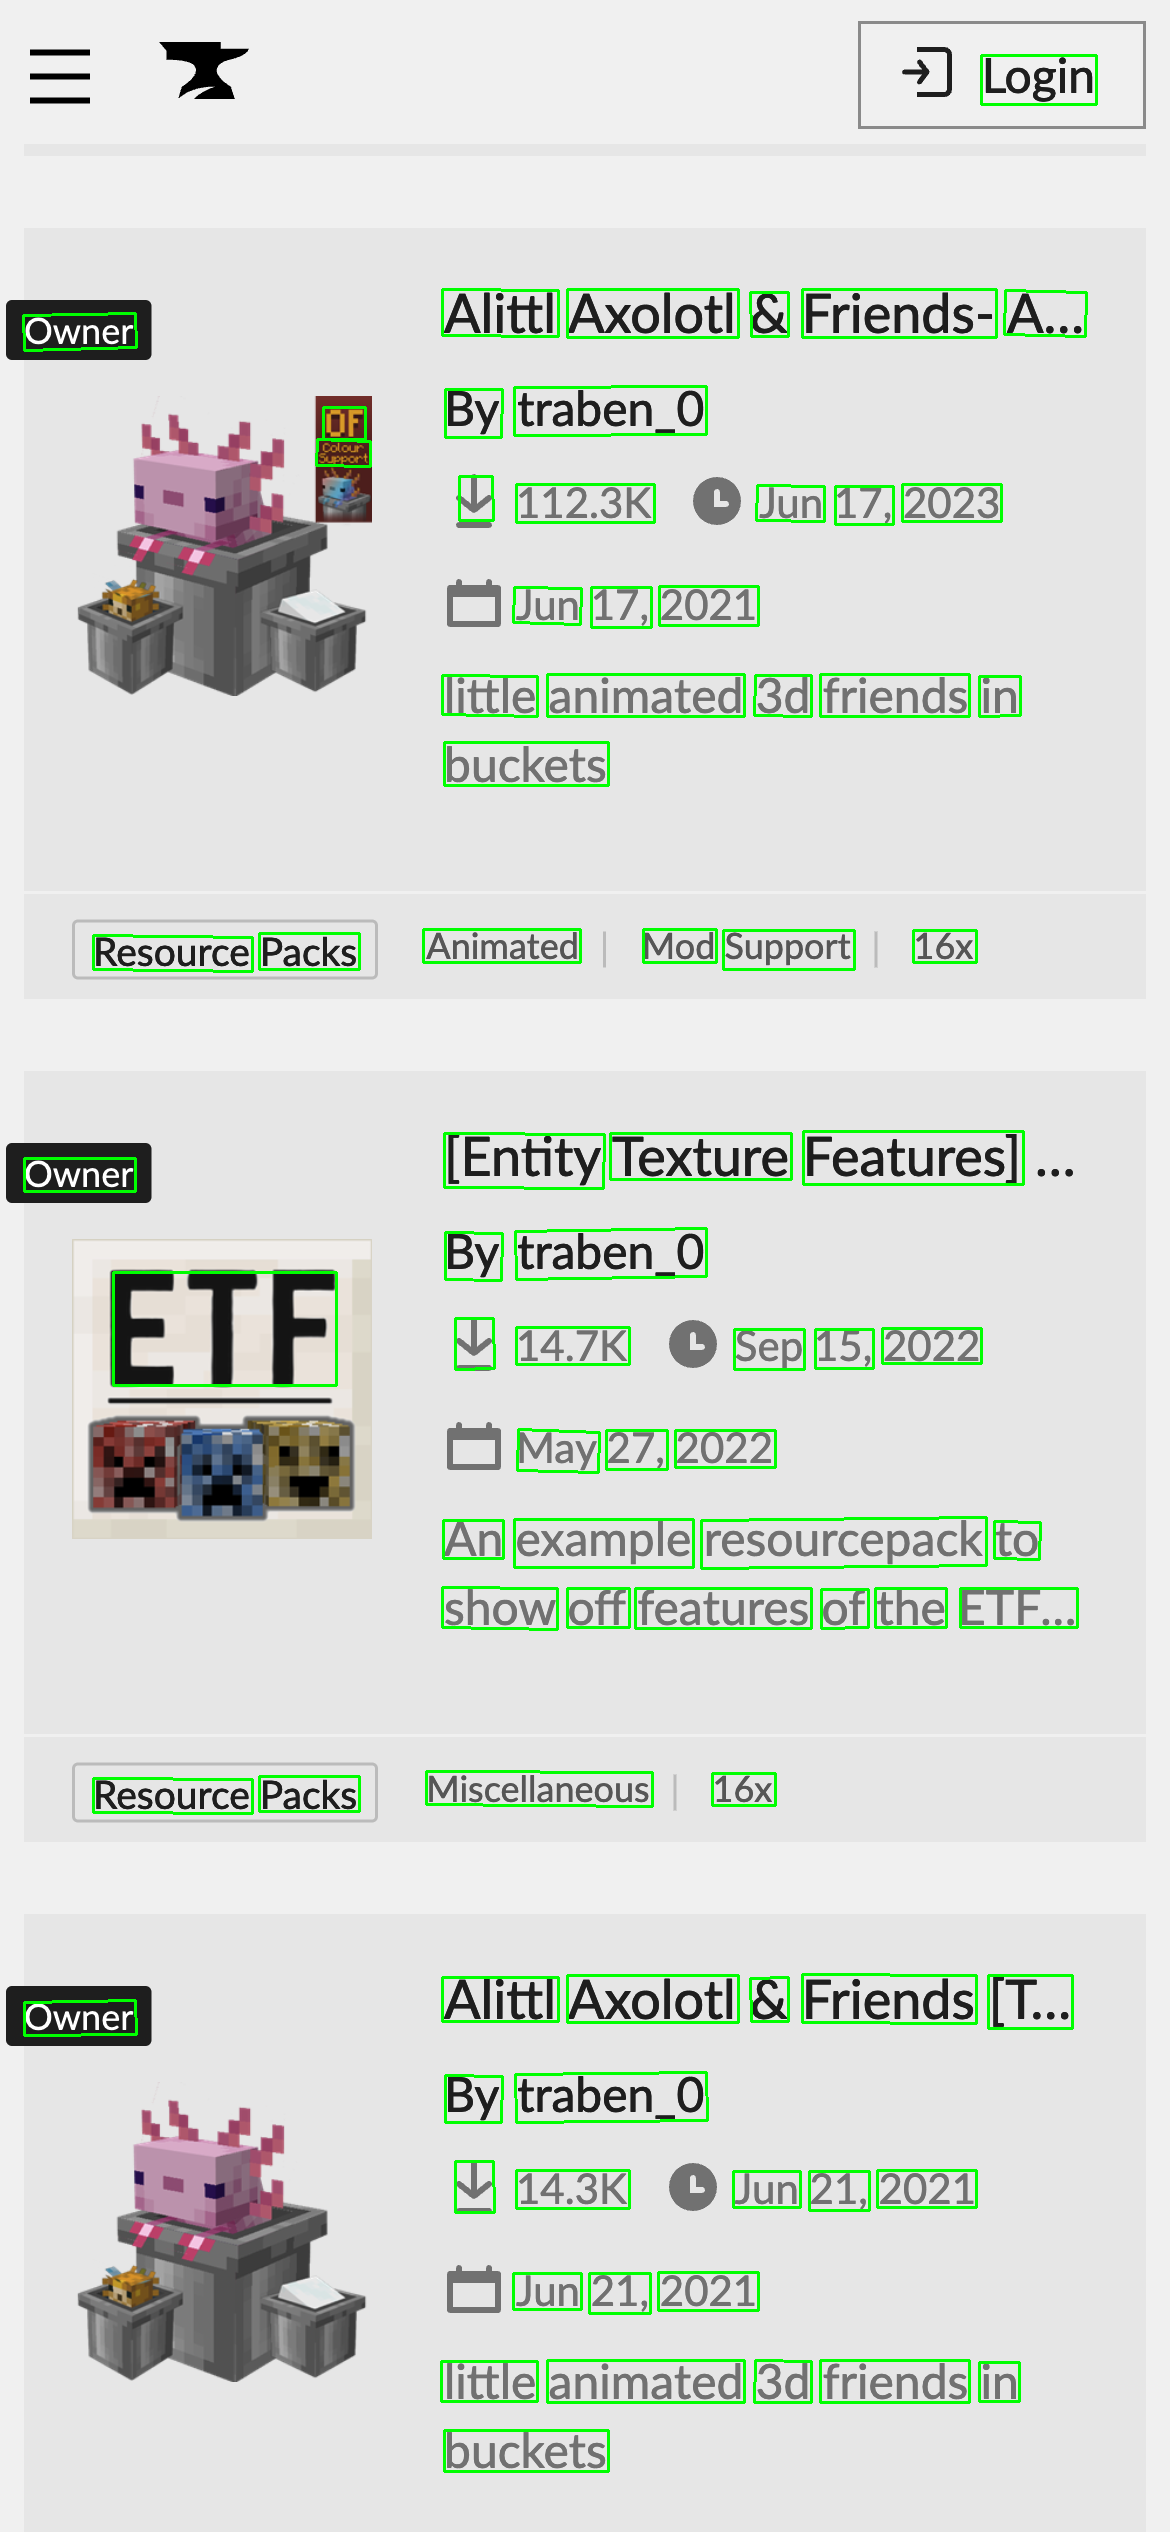 Login
Owner
Alittl Axolotl & Friends- A...
By traben_0
OF
Colour
Support
112.3K Jun 17, 2023
Jun 17, 2021
little animated 3d friends in
buckets
Resource Packs Animated | Mod Support | 16x
Owner
[Entity Texture Features] ...
By traben_0
ETF
14.7K Sep 15, 2022
May 27, 2022
An example resourcepack to
show off features of the ETF...
Resource Packs Miscellaneous | 16x
Owner
Alittl Axolotl & Friends [T...
By traben_0
14.3K Jun 21, 2021
Jun 21, 2021
little animated 3d friends in
buckets